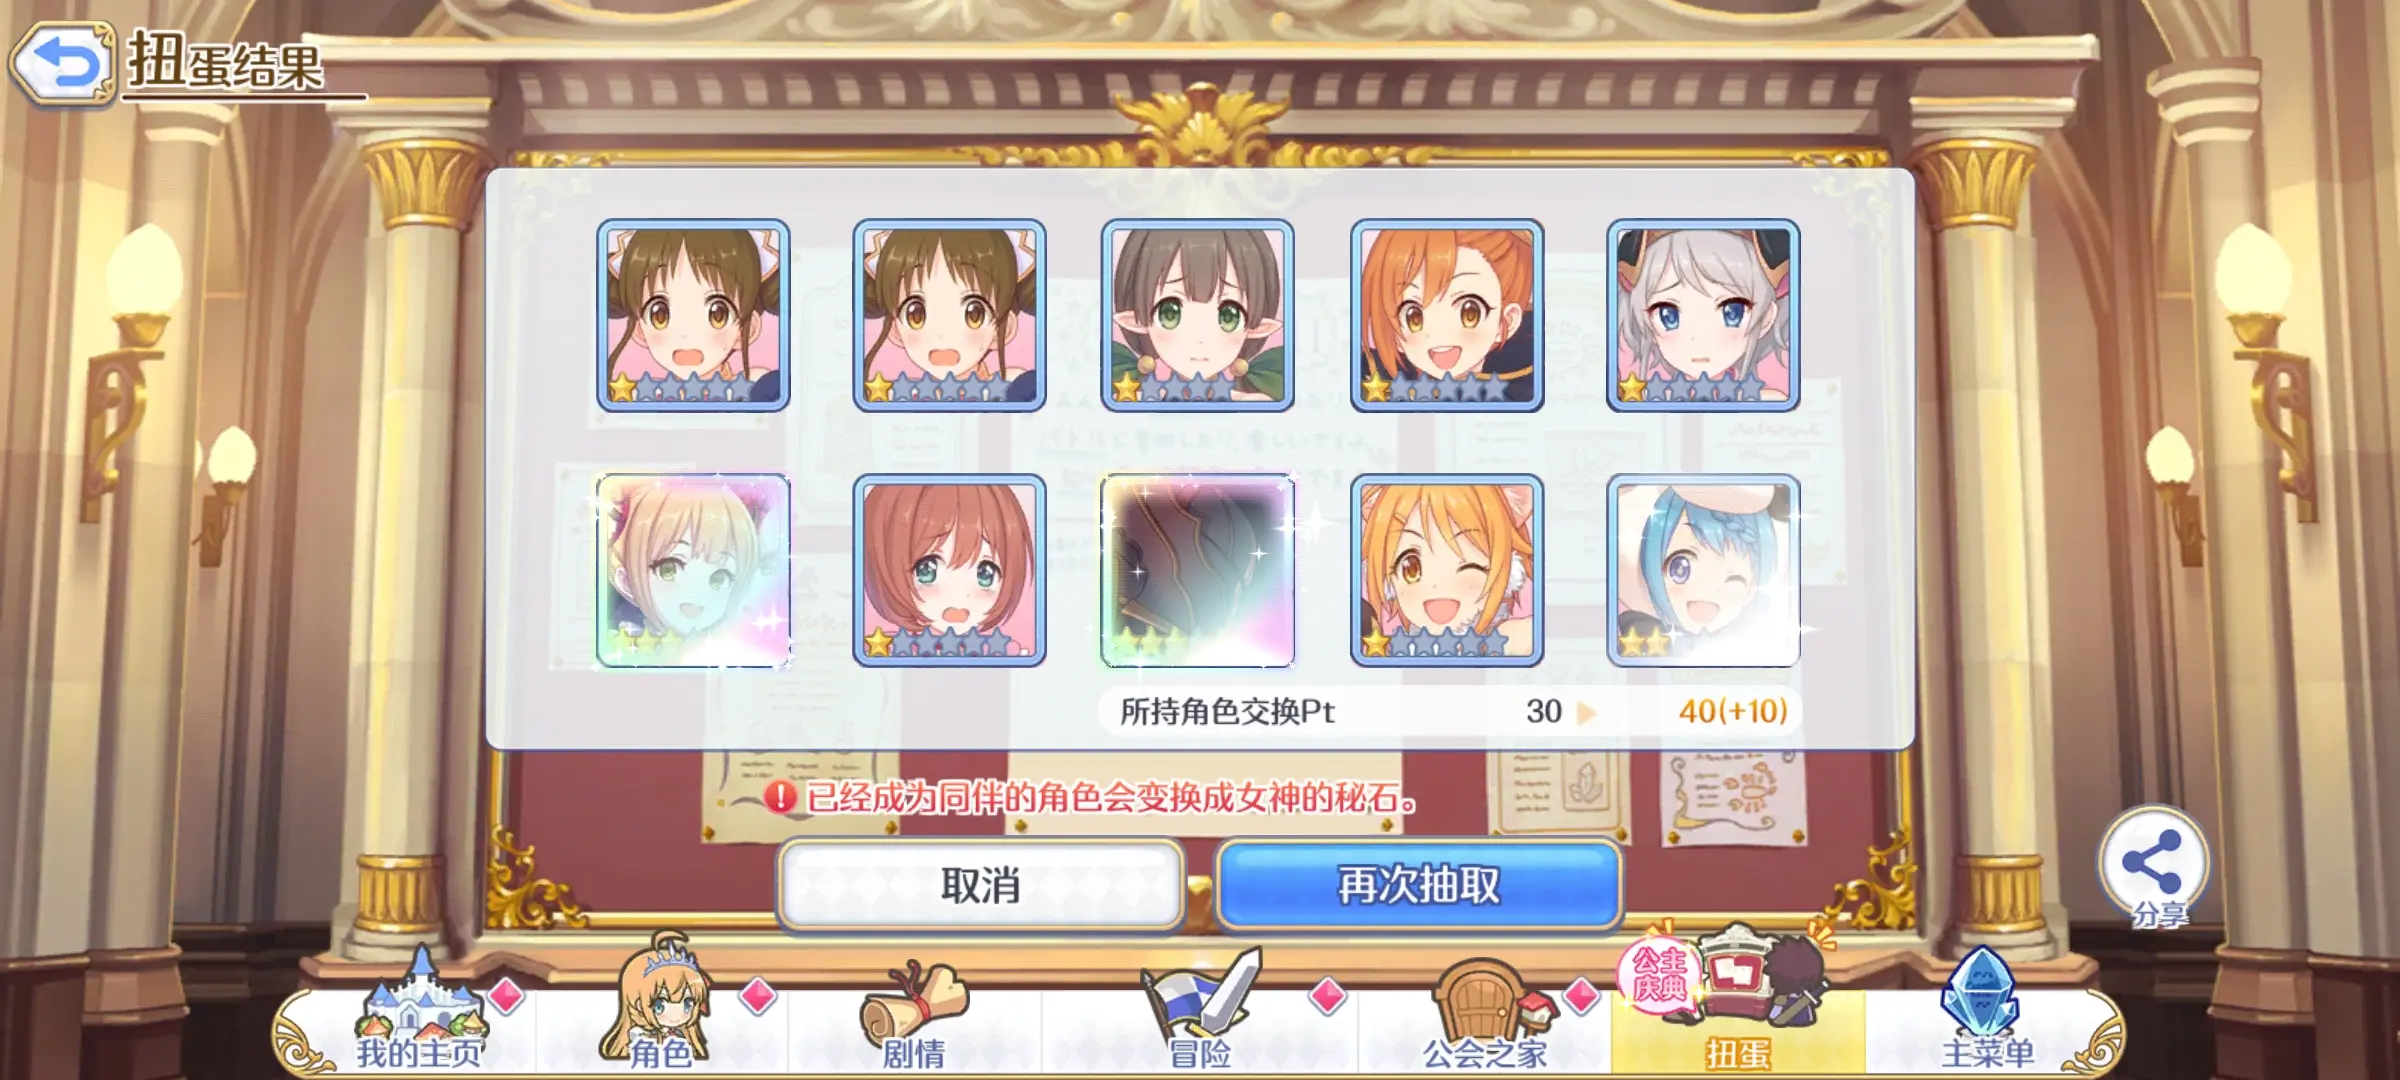 扭蛋结果
所持角色交换Pt 30 40(+10)
已经成为同伴的角色会变换成女神的秘石。
取消
再次抽取
分享
公主
庆典
我的主页
角色
剧情
冒险
公会之家
扭蛋
主菜单